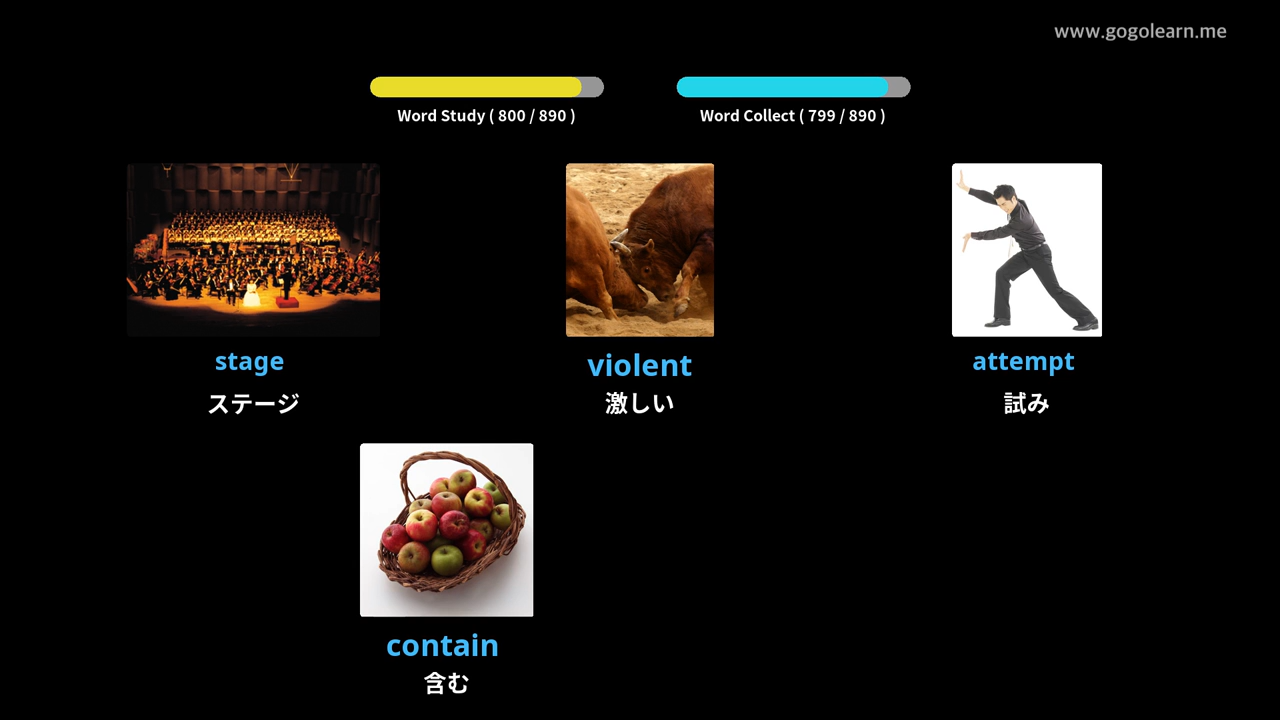 www.gogolearn.me
Word Study ( 800 / 890 )
Word Collect ( 799 / 890 )
stage
violent
attempt
ステージ
激しい
試み
contain
含む